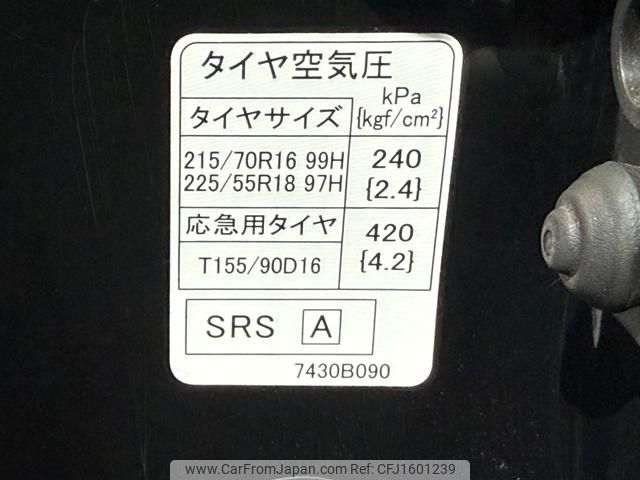 タイヤ空気圧
タイヤサイズ
kPa
{kgf/cm²}
215/70R16 99H
225/55R18 97H
240
{2.4}
応急用タイヤ
T155/90D16
420
{4.2}
SRS A
7430B090
www.CarFromJapan.com©CarFromJapan CFJ1601239